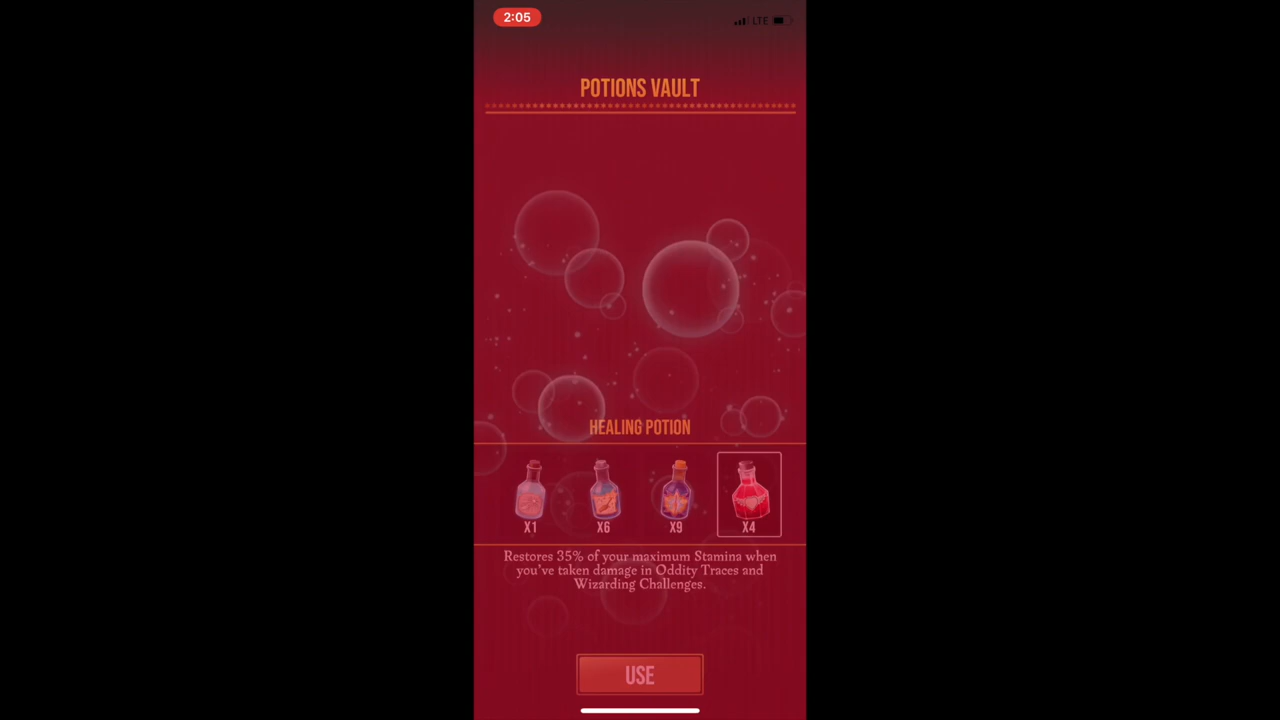 2:05
LTE
POTIONS VAULT
HEALING POTION
X1 X6 X9 X4
Restores 35% of your maximum Stamina when
you've taken damage in Oddity Traces and
Wizarding Challenges.
USE